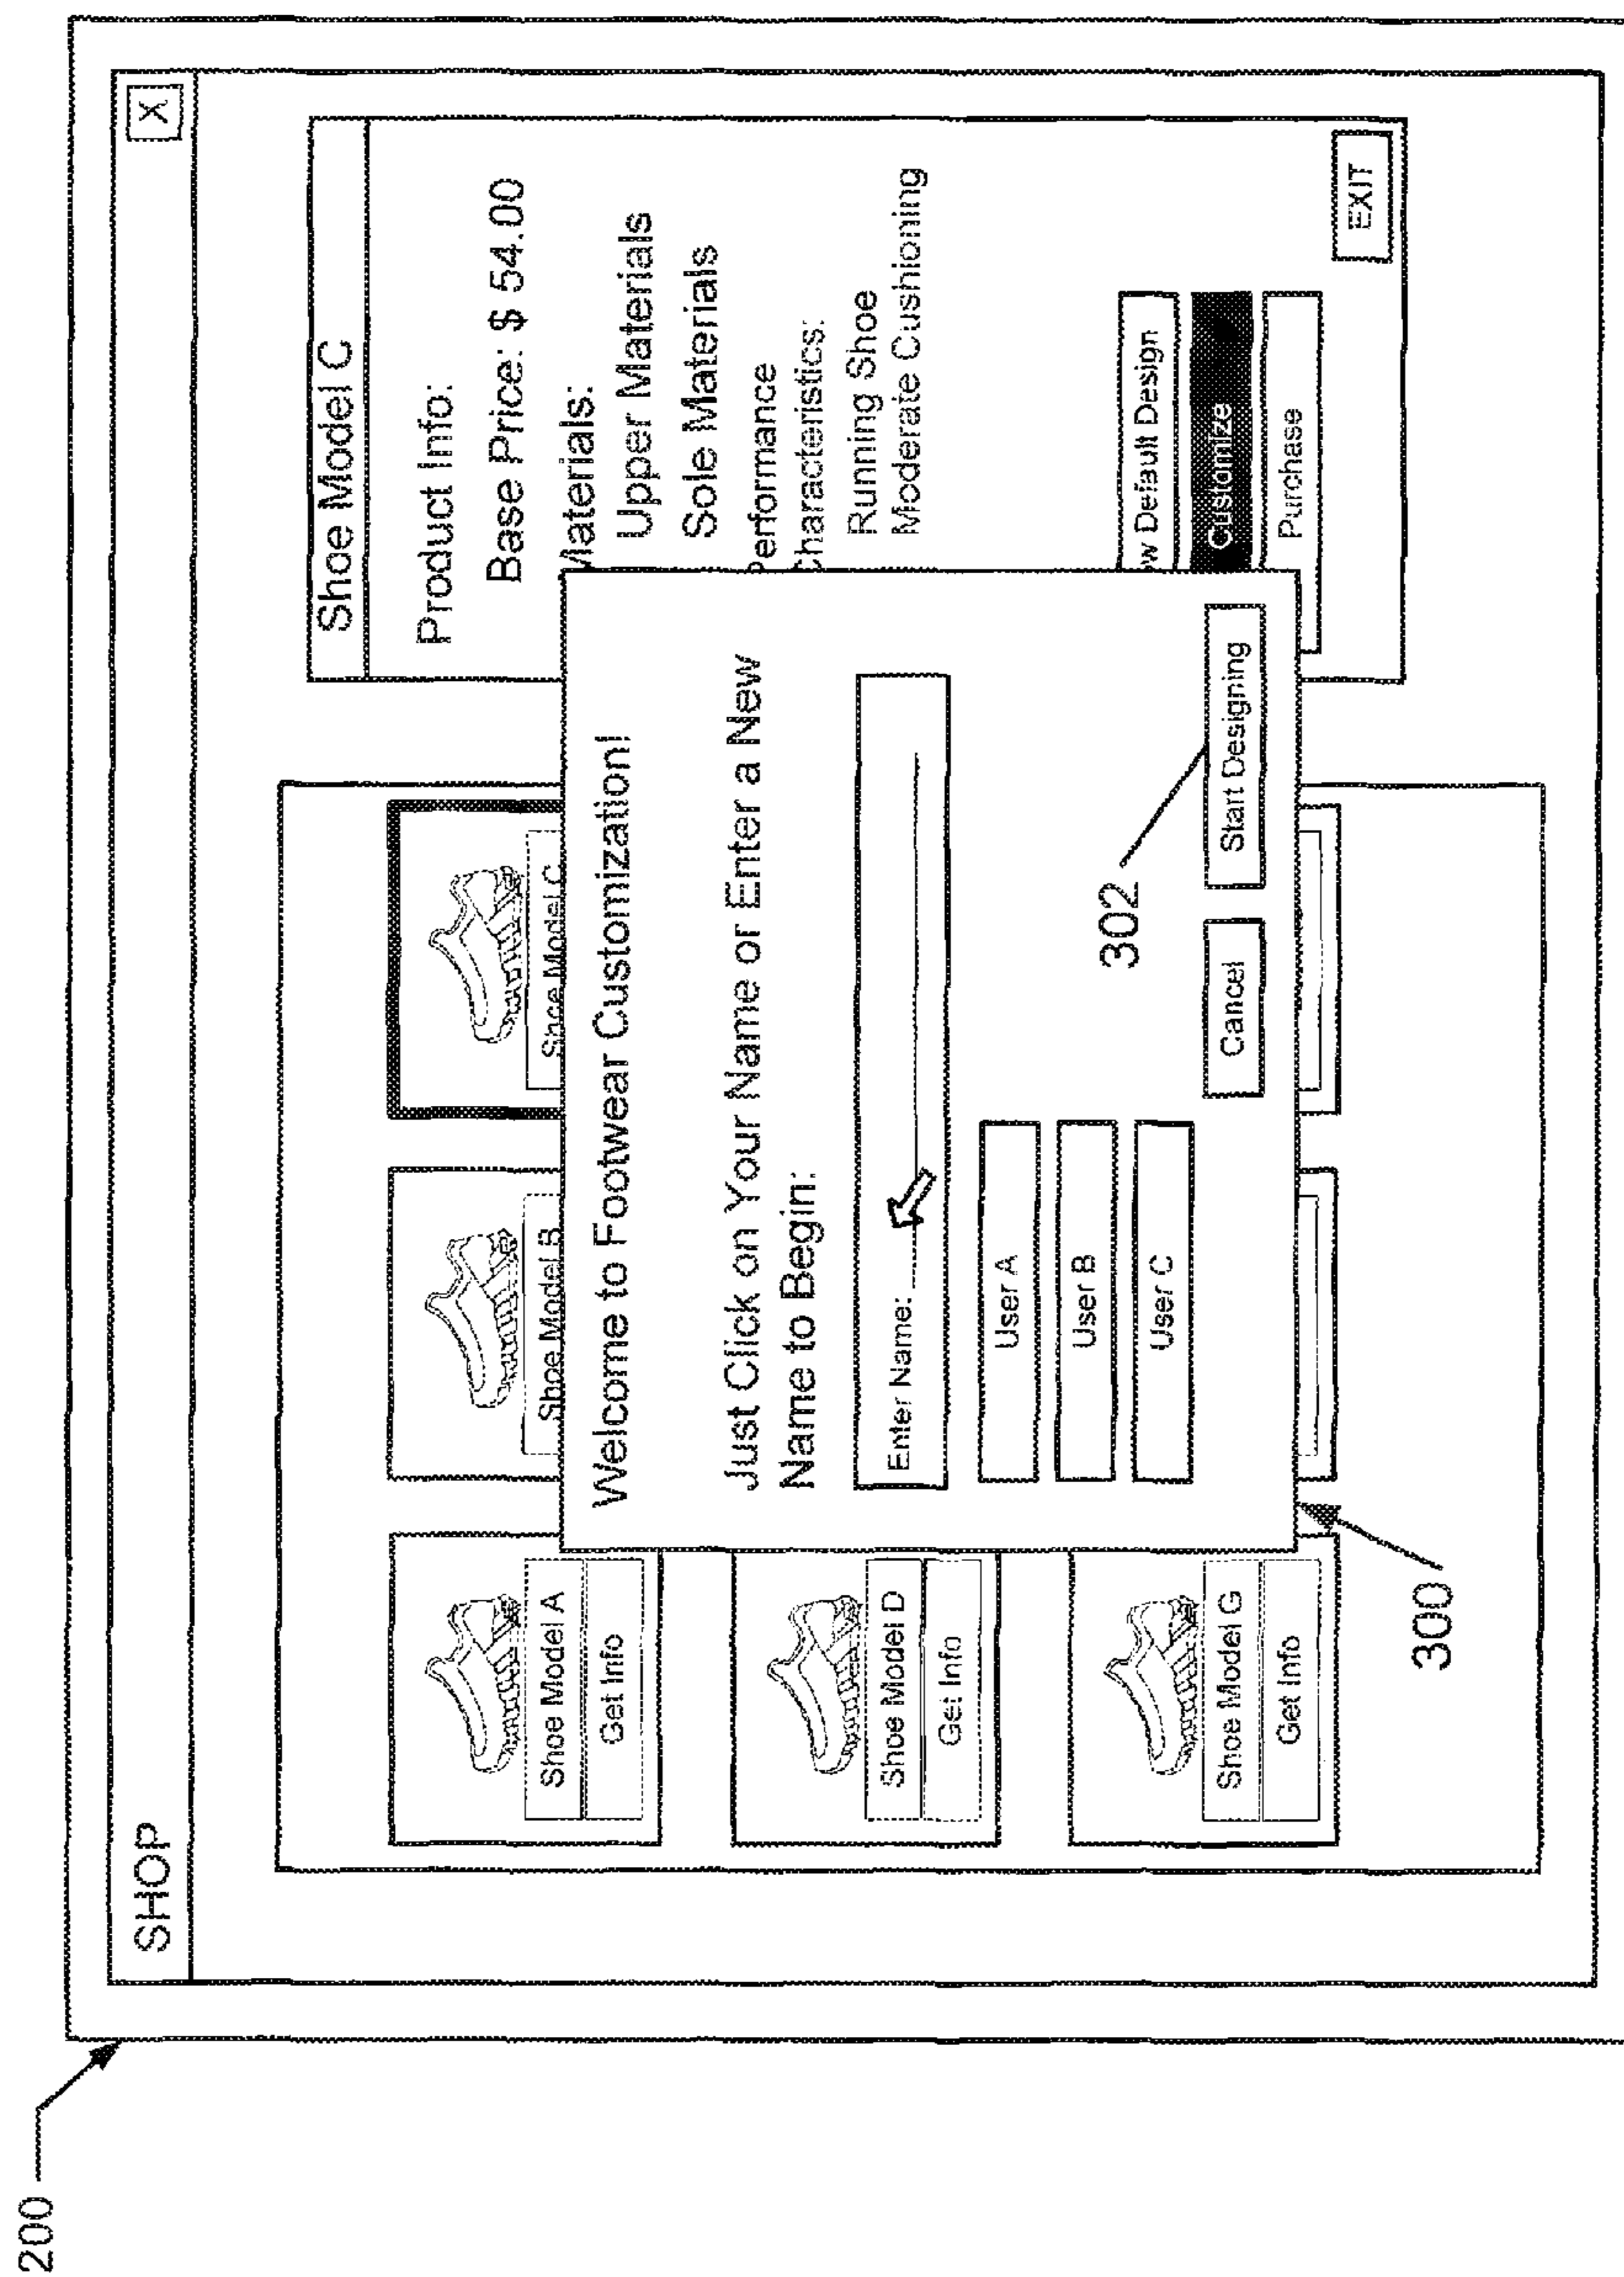 200
SHOP
X
Shoe Model A
Get Info
Shoe Model B
Shoe Model C
Shoe Model D
Get Info
Shoe Model G
Get Info
Shoe Model C
Product Info:
Base Price: $ 54.00
Materials:
Upper Materials
Sole Materials
Performance
Characteristics:
Running Shoe
Moderate Cushioning
w Default Design
Customize
Purchase
EXIT
Welcome to Footwear Customization!
Just Click on Your Name or Enter a New
Name to Begin:
Enter Name:
User A
User B
User C
302
Cancel
Start Designing
300